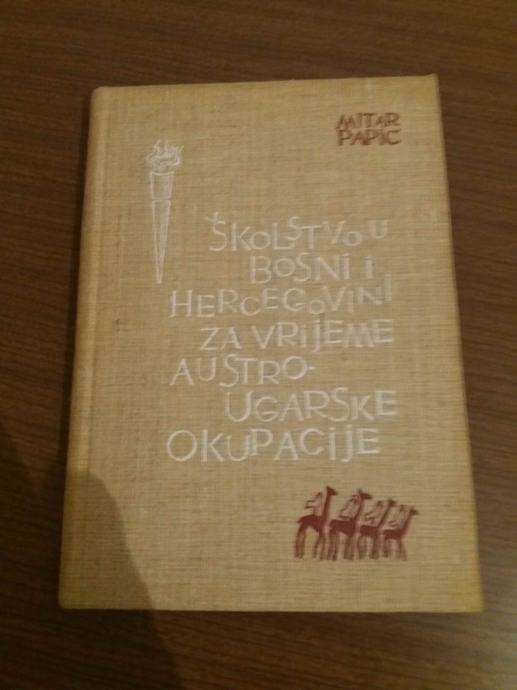 MITAR
PAPIĆ
ŠKOLSTVO U
BOSNI I
HERCEGOVINI
ZA VRIJEME
AUSTRO-
UGARSKE
OKUPACIJE